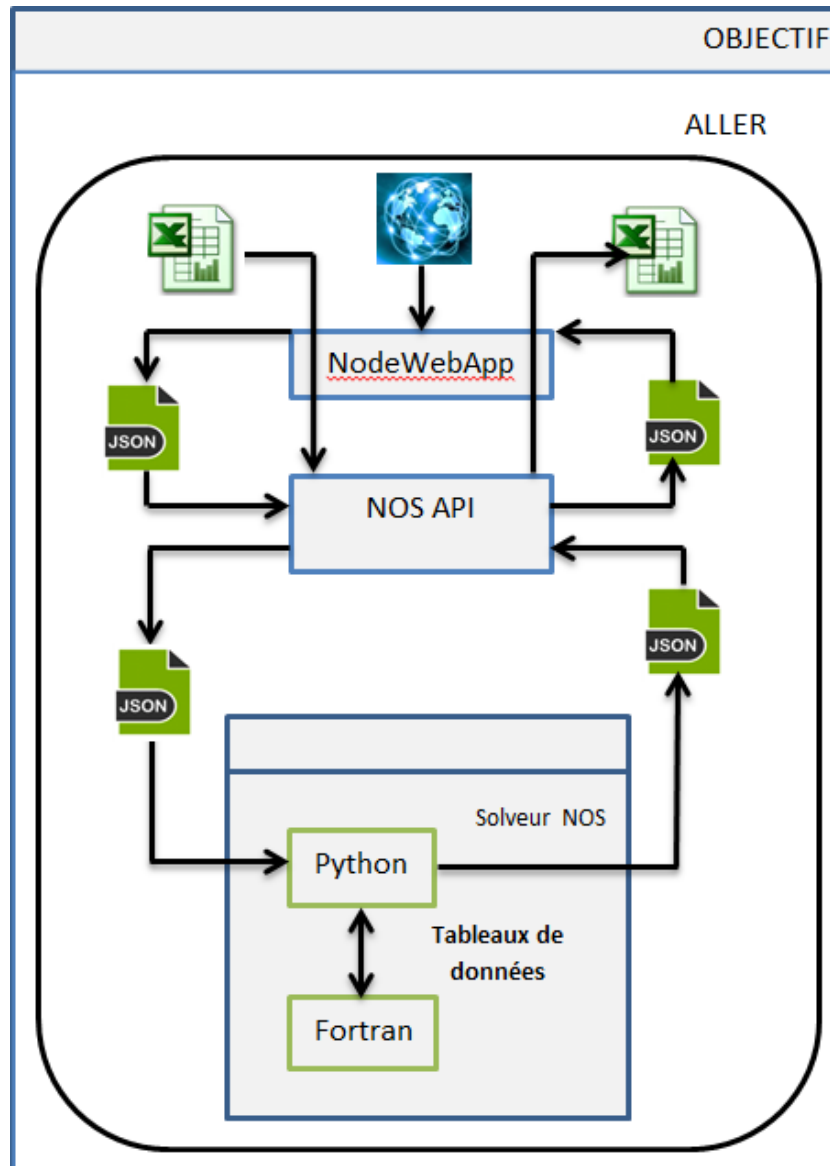 OBJECTIF
ALLER
NodeWebApp
JSON
JSON
NOS API
JSON
JSON
Solveur NOS
Python
Tableaux de
données
Fortran